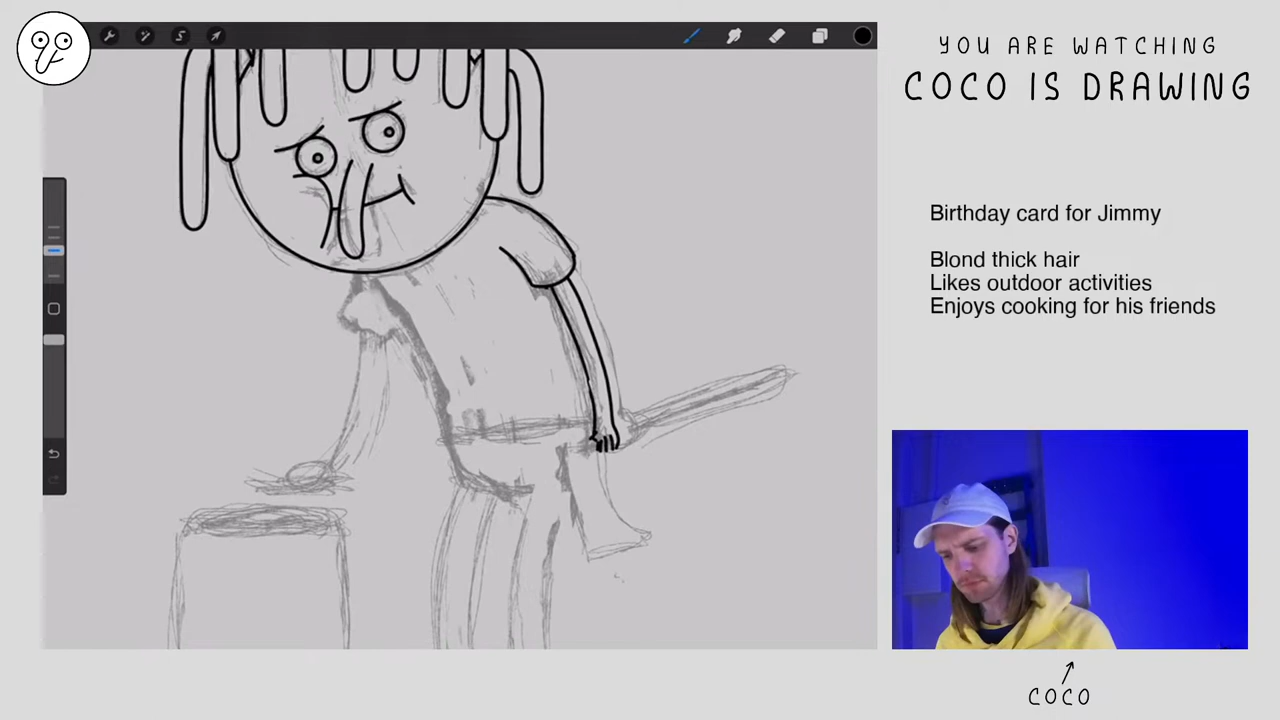 YOU ARE WATCHING
COCO IS DRAWING
Birthday card for Jimmy
Blond thick hair
Likes outdoor activities
Enjoys cooking for his friends
COCO